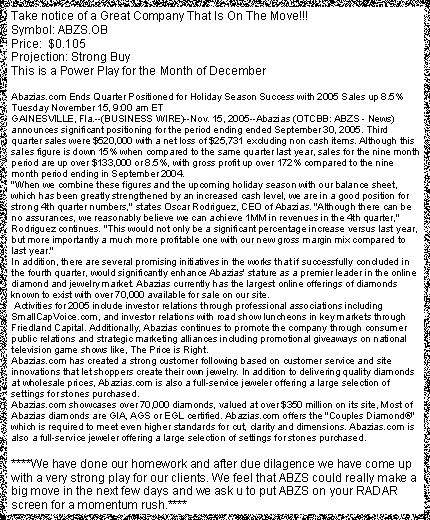 Take notice of a Great Company That Is On The Move!!!
Symbol: ABZS.OB
Price:  $0.105
Projection: Strong Buy
This is a Power Play for the Month of December
Abazias.com Ends Quarter Positioned for Holiday Season Success with 2005 Sales up 8.5%
Tuesday November 15, 9:00 am ET
GAINESVILLE, Fla.--(BUSINESS WIRE)--Nov. 15, 2005--Abazias (OTCBB: ABZS - News)
announces significant positioning for the period ending ended September 30, 2005. Third
quarter sales were $520,000 with a net loss of $25,731 excluding non cash items. Although this
sales figure is down 15% when compared to the same quarter last year, sales for the nine month
period are up over $133,000 or 8.5%, with gross profit up over 172% compared to the nine
month period ending in September 2004.
"When we combine these figures and the upcoming holiday season with our balance sheet,
which has been greatly strengthened by an increased cash level, we are in a good position for
strong 4th quarter numbers," states Oscar Rodriguez, CEO of Abazias. "Although there can be
no assurances, we reasonably believe we can achieve 1MM in revenues in the 4th quarter,"
Rodriguez continues. "This would not only be a significant percentage increase versus last year,
but more importantly a much more profitable one with our new gross margin mix compared to
last year."
In addition, there are several promising initiatives in the works that if successfully concluded in
the fourth quarter, would significantly enhance Abazias' stature as a premier leader in the online
diamond and jewelry market. Abazias currently has the largest online offerings of diamonds
known to exist with over 70,000 available for sale on our site.
Activities for 2005 include investor relations through professional associations including
SmallCapVoice.com, and investor relations with road show luncheons in key markets through
Friedland Capital. Additionally, Abazias continues to promote the company through consumer
public relations and strategic marketing alliances including promotional giveaways on national
television game shows like, The Price is Right.
Abazias.com has created a strong customer following based on customer service and site
innovations that let shoppers create their own jewelry. In addition to delivering quality diamonds
at wholesale prices, Abazias.com is also a full-service jeweler offering a large selection of
settings for stones purchased.
Abazias.com showcases over 70,000 diamonds, valued at over $350 million on its site, Most of
Abazias diamonds are GIA, AGS or EGL certified. Abazias.com offers the "Couples Diamond®"
which is required to meet even higher standards for cut, clarity and dimensions. Abazias.com is
also a full-service jeweler offering a large selection of settings for stones purchased.
****We have done our homework and after due dilagence we have come up
with a very strong play for our clients. We feel that ABZS could really make a
big move in the next few days and we ask u to put ABZS on your RADAR
screen for a momentum rush.****